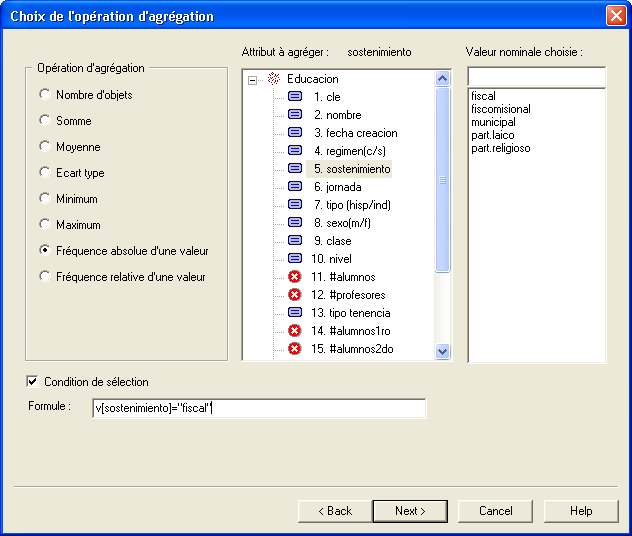 Choix de l'opération d'agrégation
Attribut à agréger : sostenimiento
Valeur nominale choisie :
Opération d'agrégation
Nombre d'objets
Somme
Moyenne
Ecart type
Minimum
Maximum
Fréquence absolue d'une valeur
Fréquence relative d'une valeur
Educacion
1. cle
2. nombre
3. fecha creacion
4. regimen(c/s)
5. sostenimiento
6. jornada
7. tipo (hisp/ind)
8. sexo(m/f)
9. clase
10. nivel
11. #alumnos
12. #profesores
13. tipo tenencia
14. #alumnos1ro
15. #alumnos2do
fiscal
fiscomisional
municipal
part.laico
part.religioso
Condition de sélection
Formule : v[sostenimiento]="fiscal"
< Back Next > Cancel Help